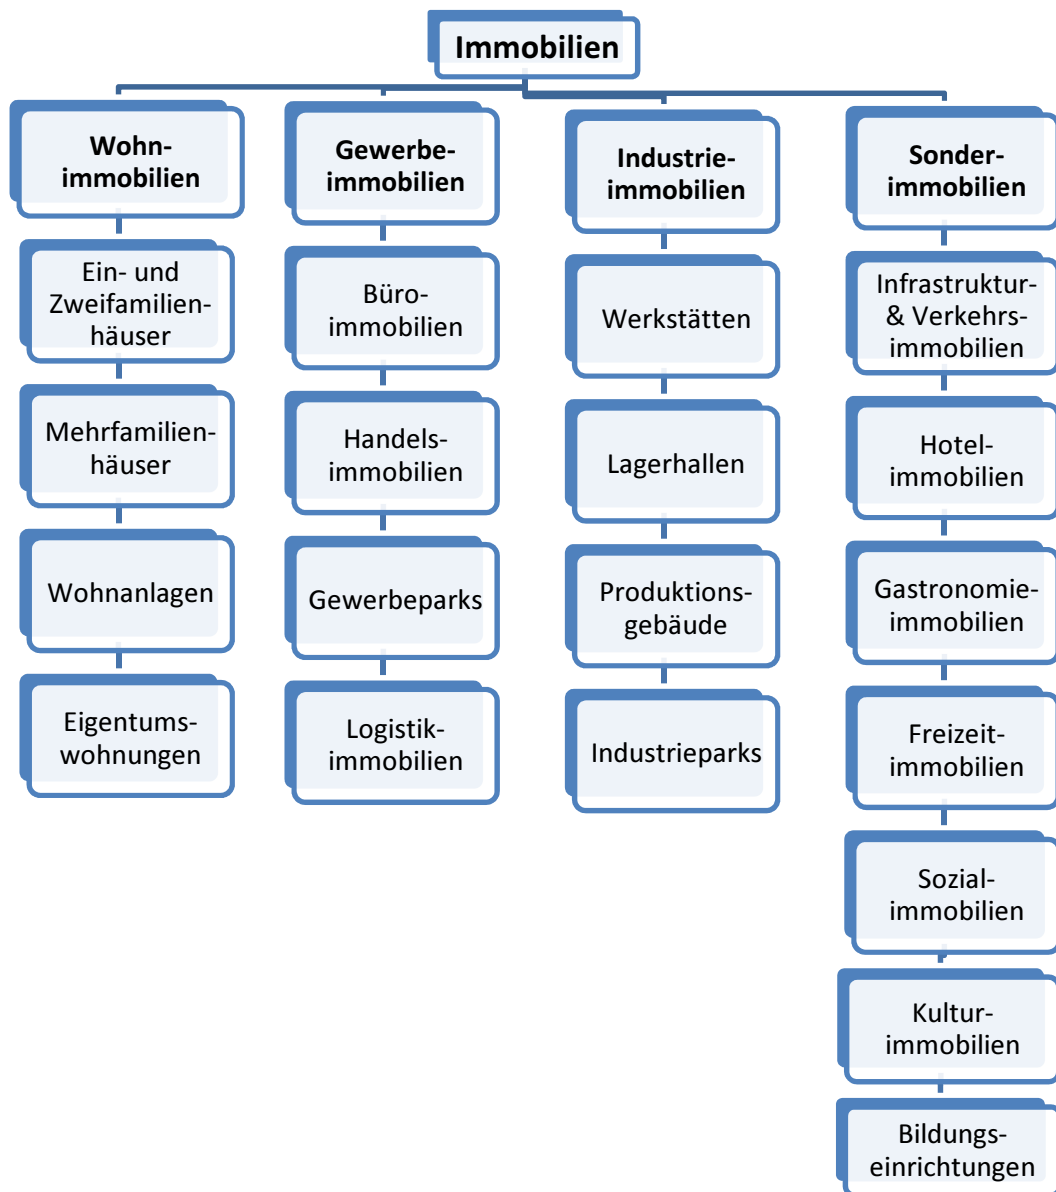 Immobilien
Wohn-
immobilien
Ein- und
Zweifamilien-
häuser
Mehrfamilien-
häuser
Wohnanlagen
Eigentums-
wohnungen
Gewerbe-
immobilien
Büro-
immobilien
Handels-
immobilien
Gewerbeparks
Logistik-
immobilien
Industrie-
immobilien
Werkstätten
Lagerhallen
Produktions-
gebäude
Industrieparks
Sonder-
immobilien
Infrastruktur-
& Verkehrs-
immobilien
Hotel-
immobilien
Gastronomie-
immobilien
Freizeit-
immobilien
Sozial-
immobilien
Kultur-
immobilien
Bildungs-
einrichtungen